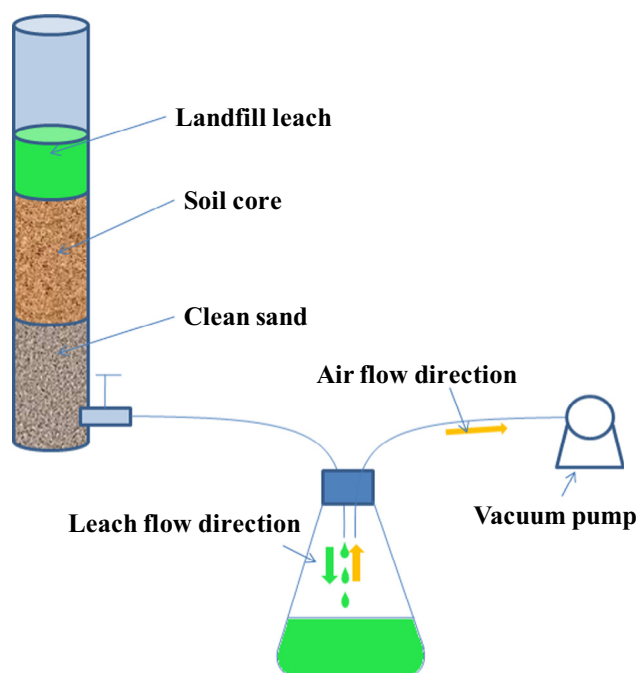 Landfill leach
Soil core
Clean sand
Air flow direction
Leach flow direction
Vacuum pump